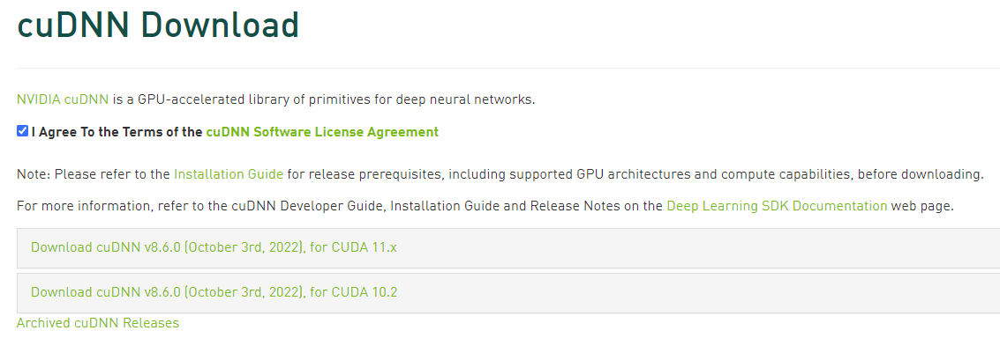 cuDNN Download
NVIDIA cuDNN is a GPU-accelerated library of primitives for deep neural networks.
I Agree To the Terms of the cuDNN Software License Agreement
Note: Please refer to the Installation Guide for release prerequisites, including supported GPU architectures and compute capabilities, before downloading.
For more information, refer to the cuDNN Developer Guide, Installation Guide and Release Notes on the Deep Learning SDK Documentation web page.
Download cuDNN v8.6.0 (October 3rd, 2022), for CUDA 11.x
Download cuDNN v8.6.0 (October 3rd, 2022), for CUDA 10.2
Archived cuDNN Releases